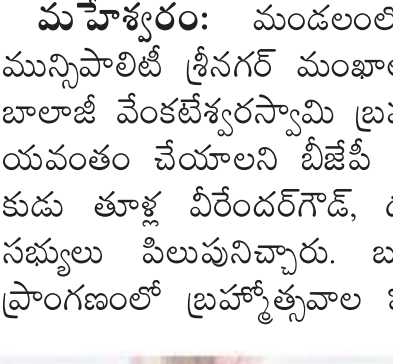 మహేశ్వరం: మండలంలి
మున్సిపాలిటీ శ్రీనగర్ మంఖాల
బాలాజీ వేంకటేశ్వరస్వామి
యవంతం చేయాలని బీజేపీ
కుడు తూళ్ల వీరేందర్‌గౌడ్,
సభ్యులు పిలుపునిచ్చారు.
ప్రాంగణంలో బ్రహ్మోత్సవాల